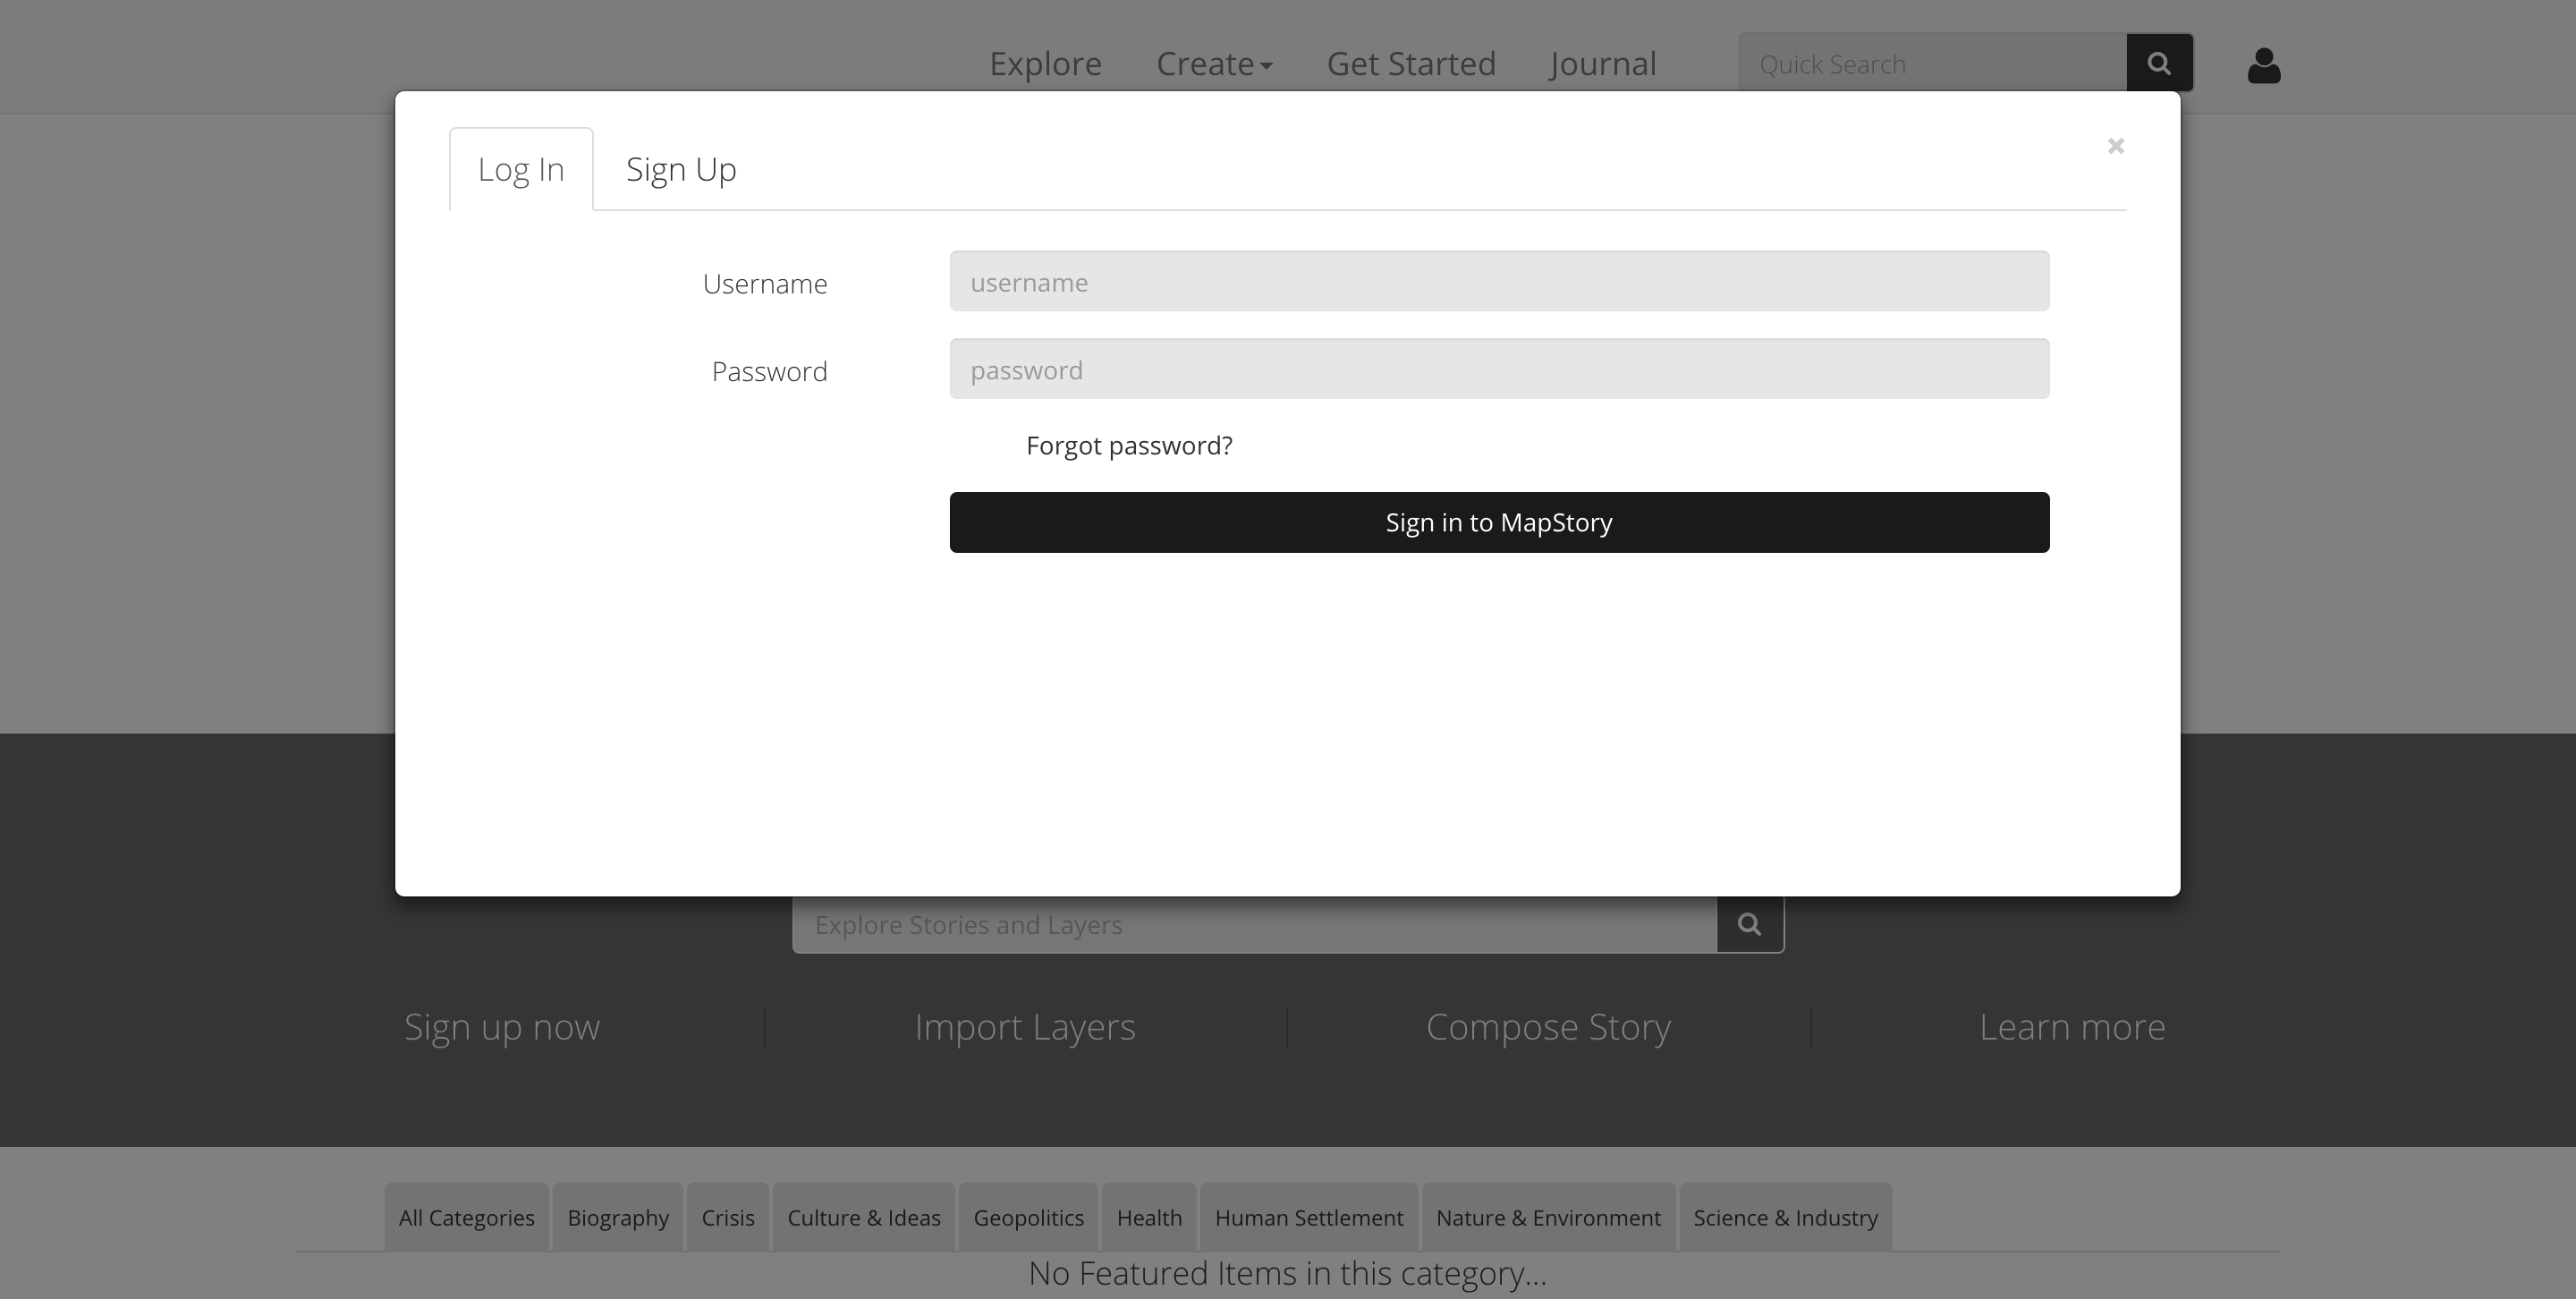 Explore Create Get Started Journal Quick Search
Log In Sign Up
Username username
Password password
Forgot password?
Sign in to MapStory
Explore Stories and Layers
Sign up now Import Layers Compose Story Learn more
All Categories Biography Crisis Culture & Ideas Geopolitics Health Human Settlement Nature & Environment Science & Industry
No Featured Items in this category...